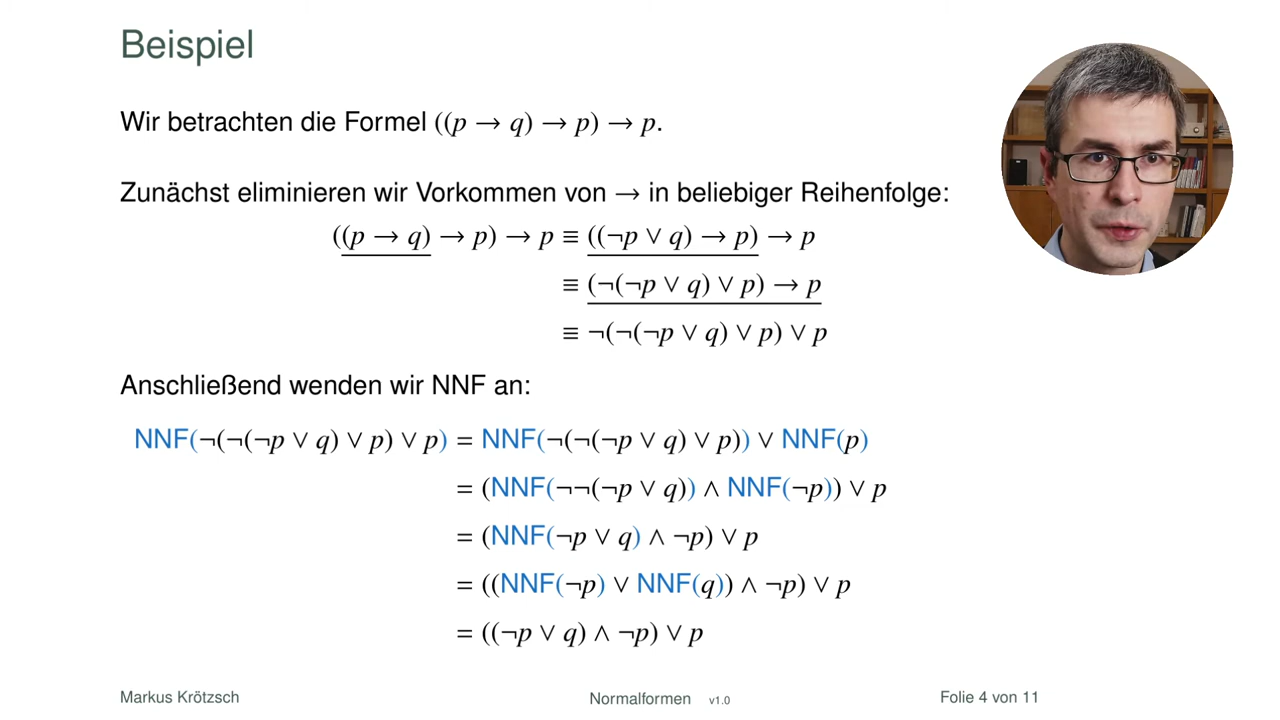 Beispiel
Wir betrachten die Formel ((p → q) → p) → p.
Zunächst eliminieren wir Vorkommen von → in beliebiger Reihenfolge:
((p → q) → p) → p ≡ ((¬p ∨ q) → p) → p
≡ (¬(¬p ∨ q) ∨ p) → p
≡ ¬(¬(¬p ∨ q) ∨ p) ∨ p
Anschließend wenden wir NNF an:
NNF(¬(¬(¬p ∨ q) ∨ p) ∨ p) = NNF(¬(¬(¬p ∨ q) ∨ p)) ∨ NNF(p)
= (NNF(¬¬(¬p ∨ q)) ∧ NNF(¬p)) ∨ p
= (NNF(¬p ∨ q) ∧ ¬p) ∨ p
= ((NNF(¬p) ∨ NNF(q)) ∧ ¬p) ∨ p
= ((¬p ∨ q) ∧ ¬p) ∨ p
Markus Krötzsch Normalformen v1.0 Folie 4 von 11